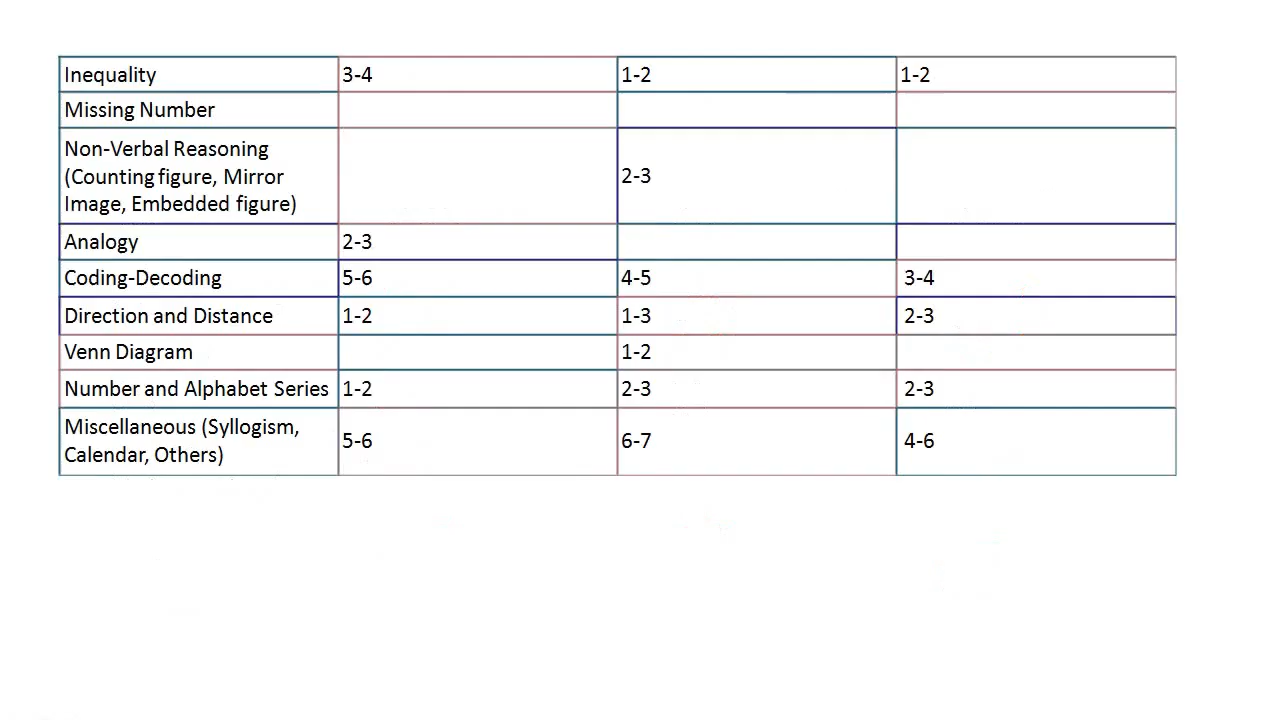 Inequality 3-4 1-2 1-2
Missing Number
Non-Verbal Reasoning
(Counting figure, Mirror 2-3
Image, Embedded figure)
Analogy 2-3
Coding-Decoding 5-6 4-5 3-4
Direction and Distance 1-2 1-3 2-3
Venn Diagram 1-2
Number and Alphabet Series 1-2 2-3 2-3
Miscellaneous (Syllogism,
Calendar, Others) 5-6 6-7 4-6